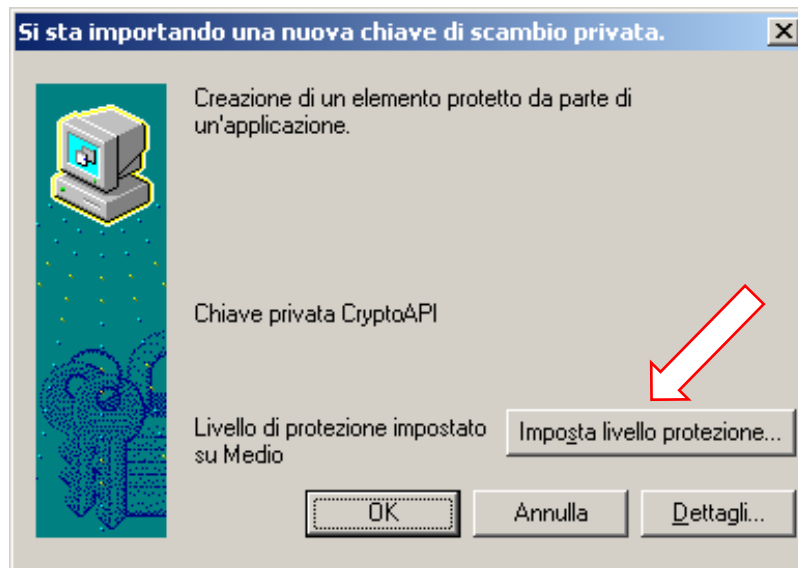 Si sta importando una nuova chiave di scambio privata.
Creazione di un elemento protetto da parte di
un'applicazione.
Chiave privata CryptoAPI
Livello di protezione impostato
su Medio
Imposta livello protezione...
OK
Annulla
Dettagli...